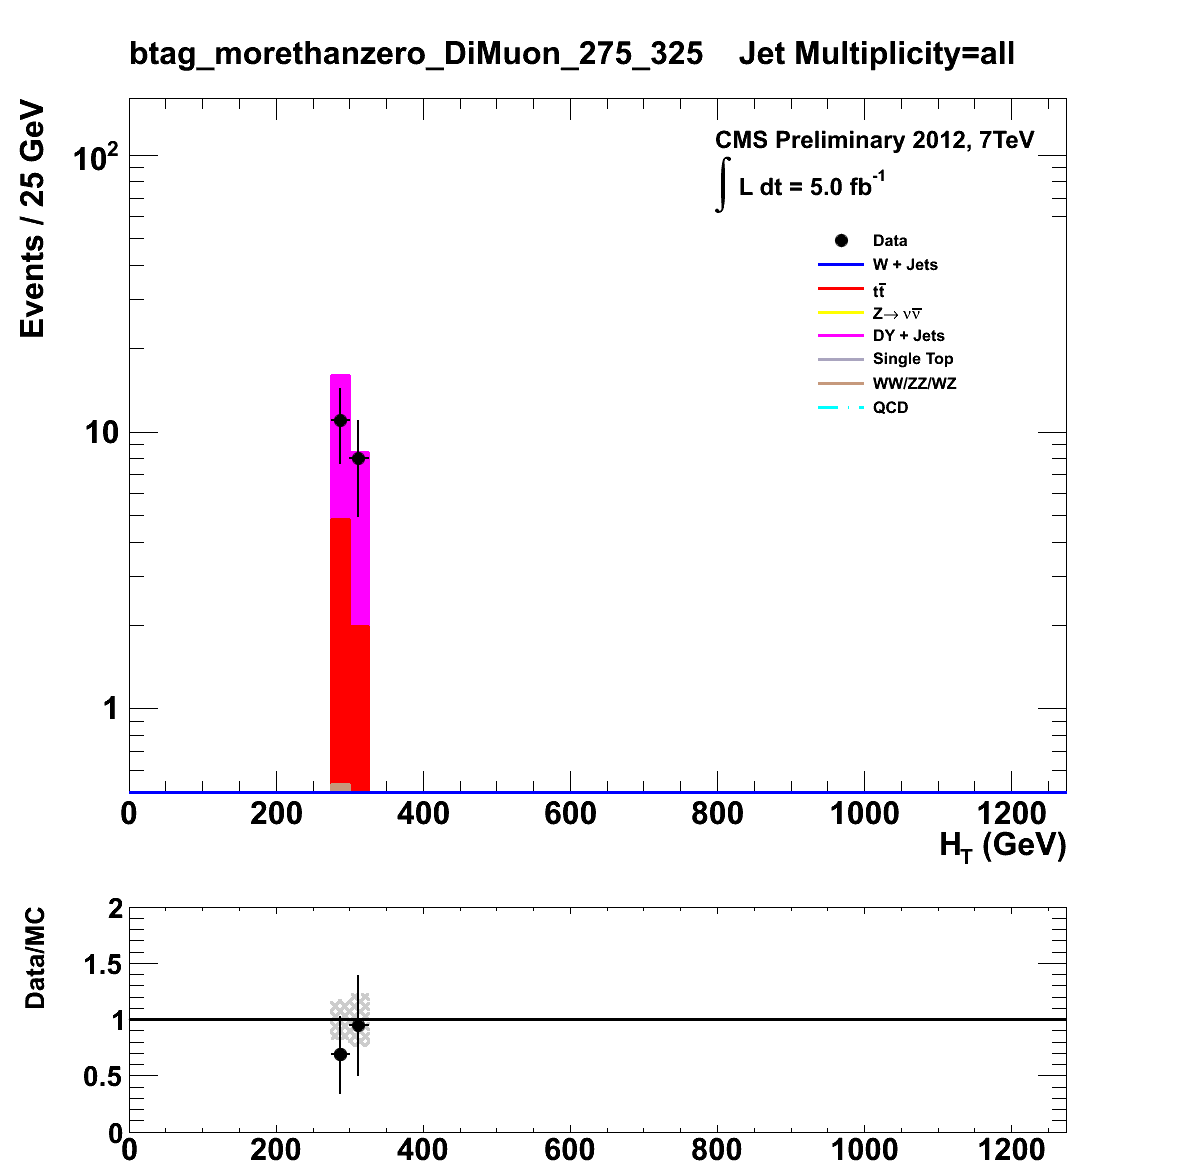 btag_morethanzero_DiMuon_275_325 Jet Multiplicity=all
Events / 25 GeV
CMS Preliminary 2012, 7TeV
∫ L dt = 5.0 fb⁻¹
Data
W + Jets
tt̅
Z→ νν̅
DY + Jets
Single Top
WW/ZZ/WZ
QCD
10²
10
1
0 200 400 600 800 1000 1200
H_T (GeV)
Data/MC
2
1.5
1
0.5
0
0 200 400 600 800 1000 1200